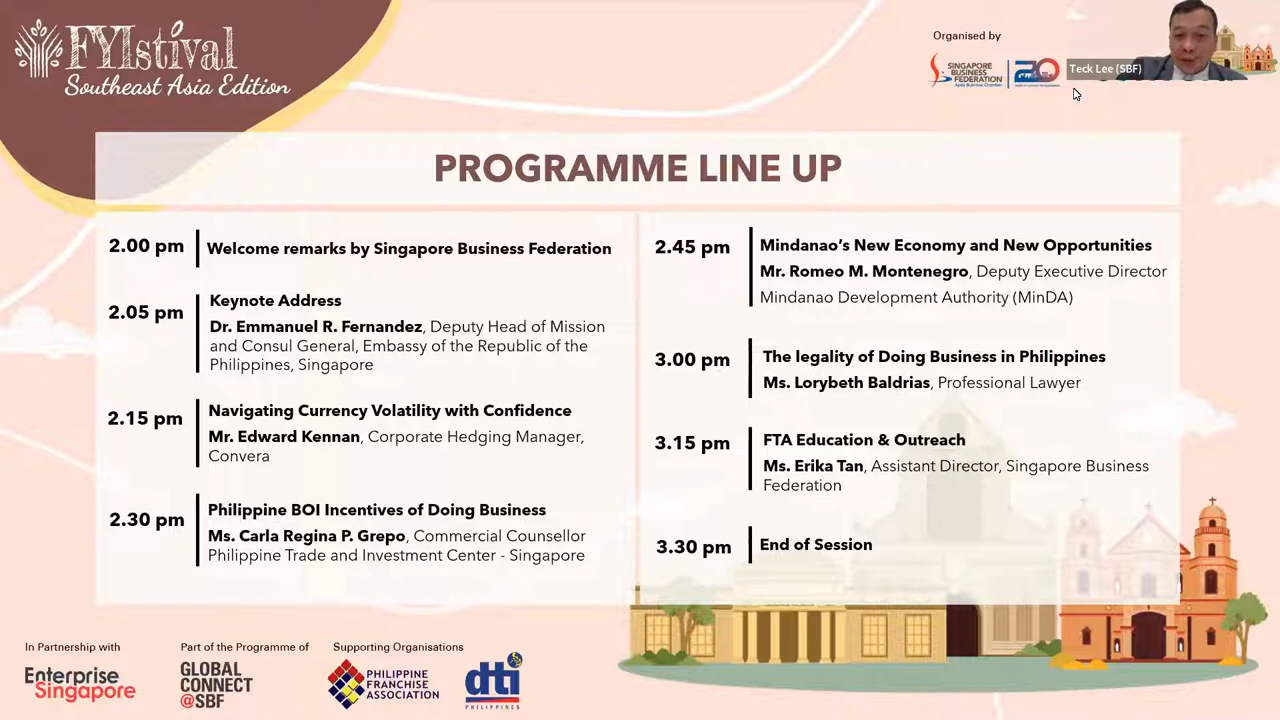 FYIstival
Southeast Asia Edition
Organised by
SINGAPORE
BUSINESS
FEDERATION
Apex Business Chamber
20
Teck Lee (SBF)
PROGRAMME LINE UP
2.00 pm
Welcome remarks by Singapore Business Federation
2.05 pm
Keynote Address
Dr. Emmanuel R. Fernandez, Deputy Head of Mission
and Consul General, Embassy of the Republic of the
Philippines, Singapore
2.15 pm
Navigating Currency Volatility with Confidence
Mr. Edward Kennan, Corporate Hedging Manager,
Convera
2.30 pm
Philippine BOI Incentives of Doing Business
Ms. Carla Regina P. Grepo, Commercial Counsellor
Philippine Trade and Investment Center - Singapore
2.45 pm
Mindanao's New Economy and New Opportunities
Mr. Romeo M. Montenegro, Deputy Executive Director
Mindanao Development Authority (MinDA)
3.00 pm
The legality of Doing Business in Philippines
Ms. Lorybeth Baldrias, Professional Lawyer
3.15 pm
FTA Education & Outreach
Ms. Erika Tan, Assistant Director, Singapore Business
Federation
3.30 pm
End of Session
In Partnership with
Enterprise
Singapore
Part of the Programme of
GLOBAL
CONNECT
@SBF
Supporting Organisations
PHILIPPINE
FRANCHISE
ASSOCIATION
dti
PHILIPPINES